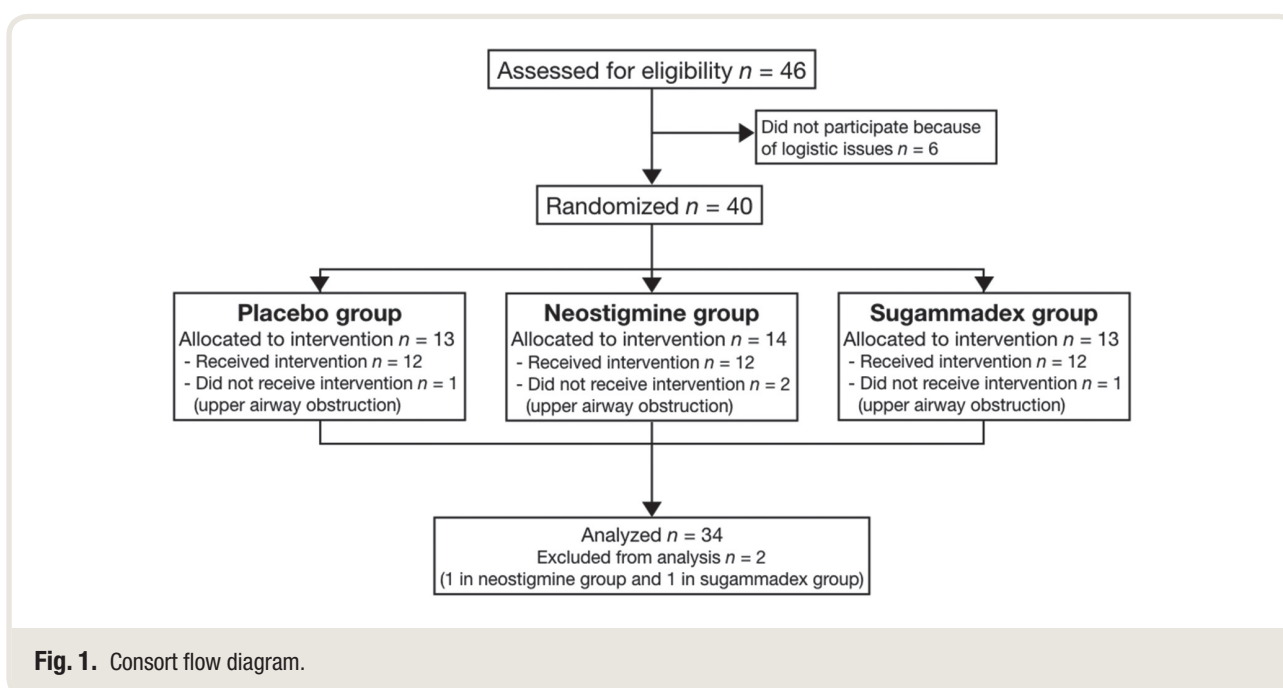 Assessed for eligibility n = 46
Did not participate because
of logistic issues n = 6
Randomized n = 40
Placebo group
Allocated to intervention n = 13
- Received intervention n = 12
- Did not receive intervention n = 1
(upper airway obstruction)
Neostigmine group
Allocated to intervention n = 14
- Received intervention n = 12
- Did not receive intervention n = 2
(upper airway obstruction)
Sugammadex group
Allocated to intervention n = 13
- Received intervention n = 12
- Did not receive intervention n = 1
(upper airway obstruction)
Analyzed n = 34
Excluded from analysis n = 2
(1 in neostigmine group and 1 in sugammadex group)
Fig. 1. Consort flow diagram.